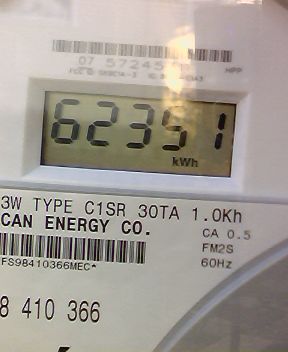 07 57245
HPP
62351
kWh
3W TYPE C1SR 30TA 1.0Kh
CAN ENERGY CO.
CA 0.5
FM2S
FS98410366MEC*
60Hz
8 410 366